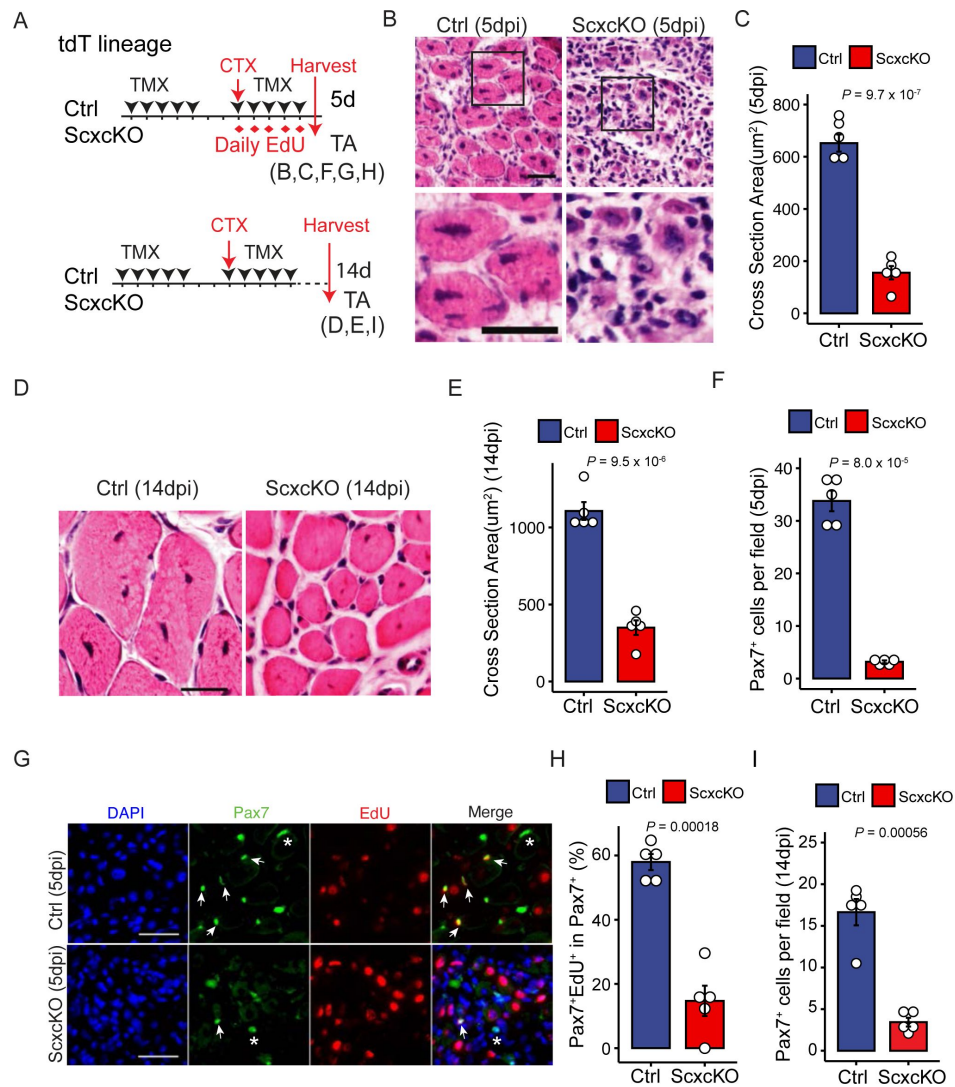 A
tdT lineage
TMX
CTX
TMX
Harvest
Ctrl
ScxcKO
5d
Daily EdU
TA
(B,C,F,G,H)
TMX
CTX
TMX
Harvest
Ctrl
ScxcKO
14d
TA
(D,E,I)
B
Ctrl (5dpi)
ScxcKO (5dpi)
C
Ctrl
ScxcKO
P = 9.7 x 10⁻⁷
Cross Section Area(um²) (5dpi)
800
600
400
200
0
Ctrl
ScxcKO
D
Ctrl (14dpi)
ScxcKO (14dpi)
E
Ctrl
ScxcKO
P = 9.5 x 10⁻⁶
Cross Section Area(um²) (14dpi)
1000
500
0
Ctrl
ScxcKO
F
Ctrl
ScxcKO
P = 8.0 x 10⁻⁵
Pax7⁺ cells per field (5dpi)
40
30
20
10
0
Ctrl
ScxcKO
G
DAPI
Pax7
EdU
Merge
Ctrl (5dpi)
*
*
ScxcKO (5dpi)
*
*
H
Ctrl
ScxcKO
P = 0.00018
Pax7⁺EdU⁺ in Pax7⁺ (%)
60
40
20
0
Ctrl
ScxcKO
I
Ctrl
ScxcKO
P = 0.00056
Pax7⁺ cells per field (14dpi)
25
20
15
10
5
0
Ctrl
ScxcKO